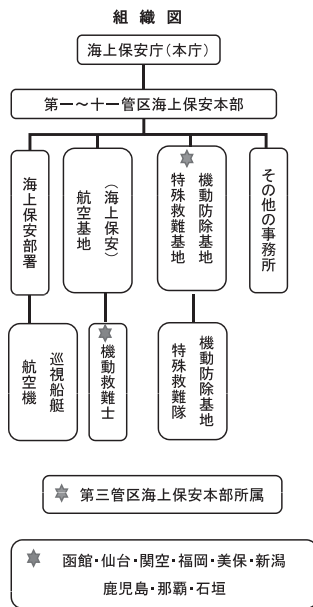 組織図
海上保安庁(本庁)
第一〜十一管区海上保安本部
海上保安部署
(海上保安)
航空基地
機動防除基地
特殊救難基地
その他の事務所
巡視船艇
航空機
機動救難士
機動防除基地
特殊救難隊
第三管区海上保安本部所属
函館・仙台・関空・福岡・美保・新潟
鹿児島・那覇・石垣